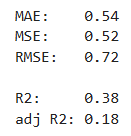 MAE: 0.54
MSE: 0.52
RMSE: 0.72
R2: 0.38
adj R2: 0.18